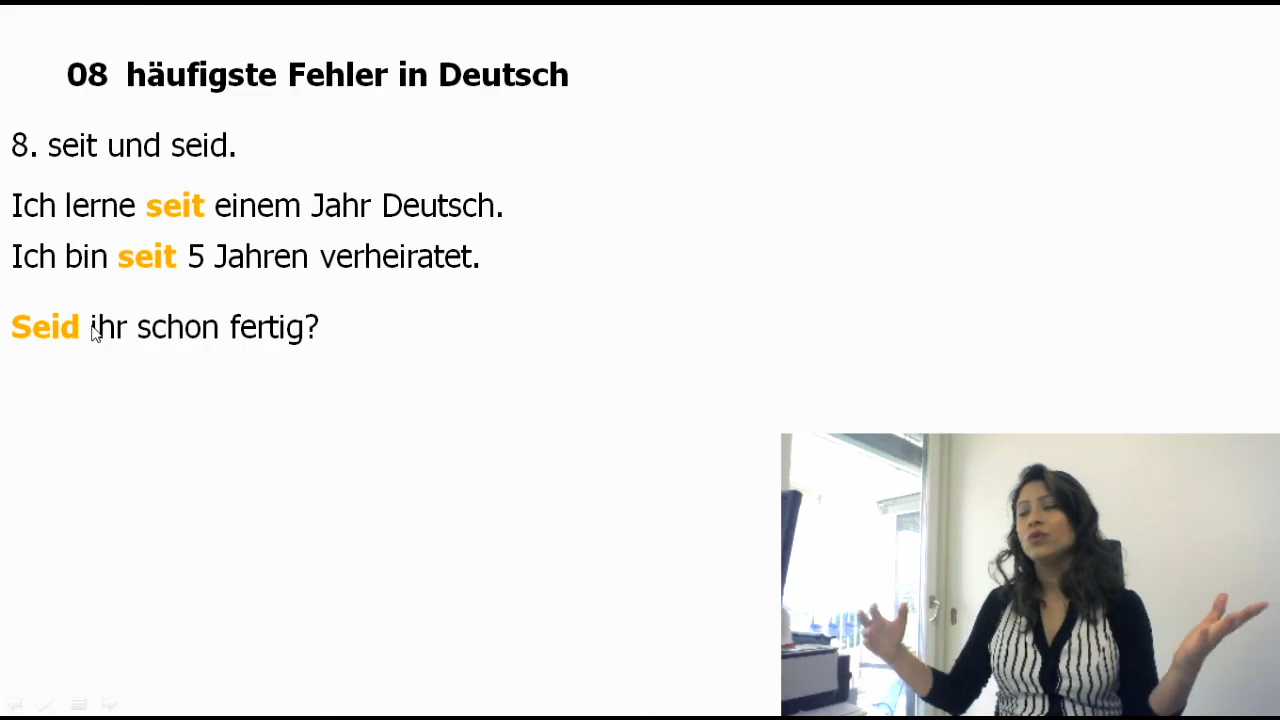 08 häufigste Fehler in Deutsch
8. seit und seid.
Ich lerne seit einem Jahr Deutsch.
Ich bin seit 5 Jahren verheiratet.
Seid ihr schon fertig?